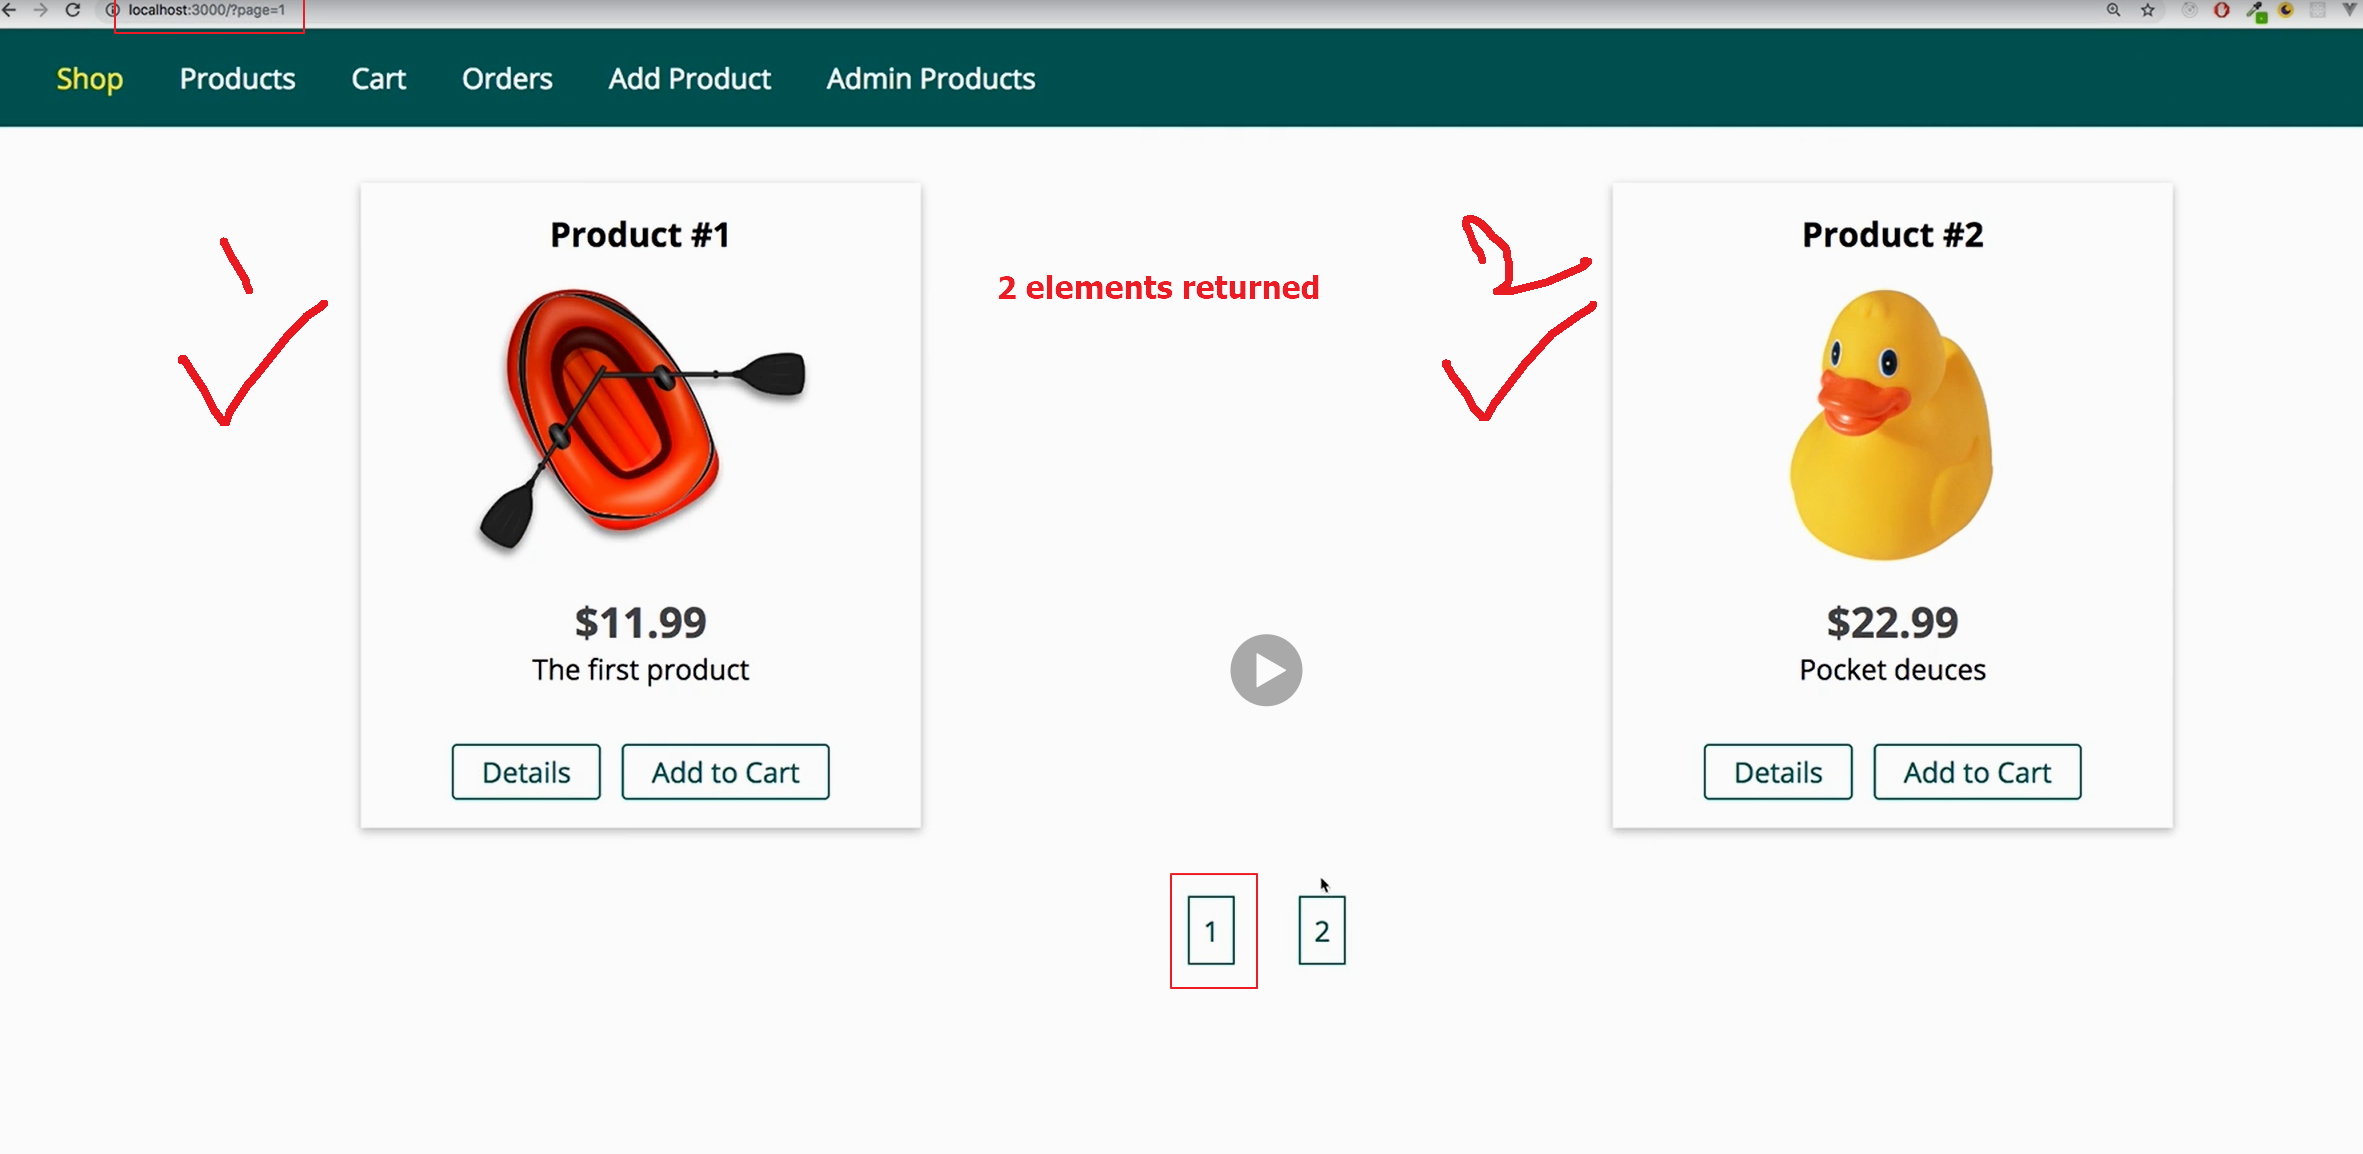 localhost:3000/?page=1
Shop Products Cart Orders Add Product Admin Products
Product #1
Product #2
2
2 elements returned
$11.99
The first product
$22.99
Pocket deuces
Details Add to Cart
Details Add to Cart
1 2